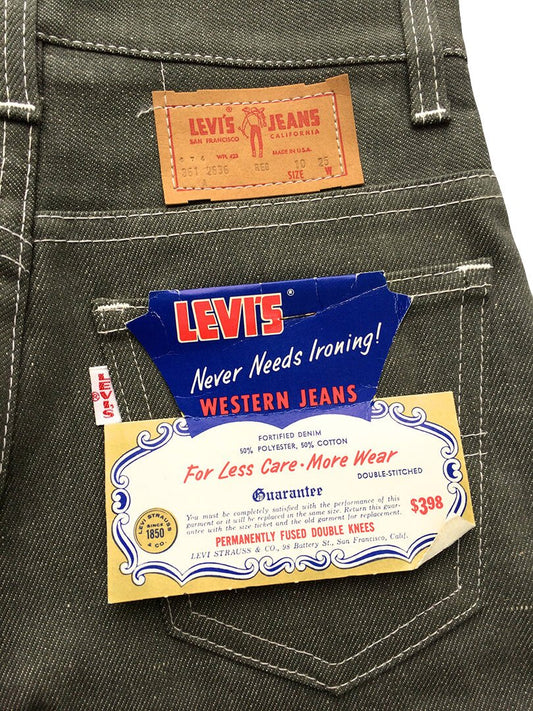 LEVI'S® JEANS
SAN FRANCISCO CALIFORNIA
WPL 423 MADE IN U.S.A.
361 2636 REG 10 25
SIZE W
LEVI'S®
Never Needs Ironing!
WESTERN JEANS
LEVI'S®
FORTIFIED DENIM
50% POLYESTER, 50% COTTON
For Less Care · More Wear
DOUBLE-STITCHED
Guarantee
You must be completely satisfied with the performance of this
garment or it will be replaced in the same size. Return this guar-
antee with its size ticket and the old garment for replacement.
$398
PERMANENTLY FUSED DOUBLE KNEES
LEVI STRAUSS & CO., 98 Battery St., San Francisco, Calif.
LEVI STRAUSS
SINCE
1850
& CO.